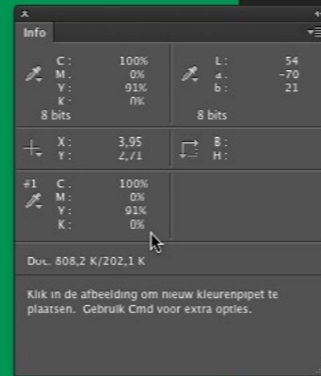 Info
C: 100%
M: 0%
Y: 91%
K: 0%
8 bits
L: 54
a: -70
b: 21
8 bits
X: 3,95
Y: 2,71
B:
H:
#1 C: 100%
M: 0%
Y: 91%
K: 0%
Doc: 808,2 K/202,1 K
Klik in de afbeelding om nieuw kleurenpipet te
plaatsen. Gebruik Cmd voor extra opties.